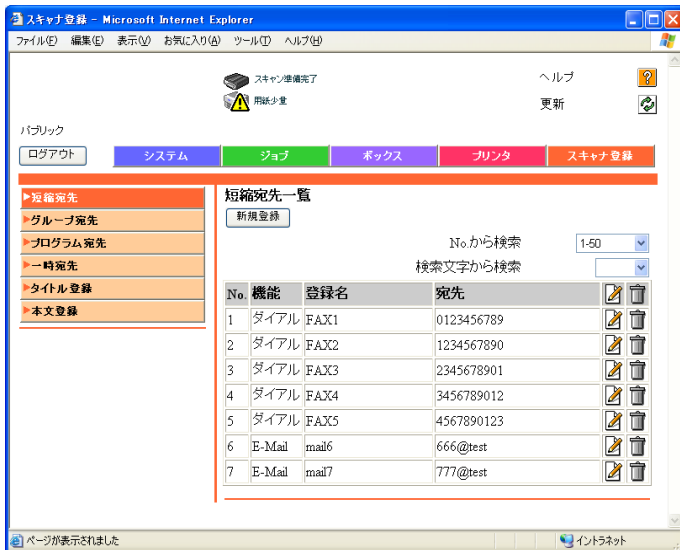 スキャナ登録 - Microsoft Internet Explorer
ファイル(F) 編集(E) 表示(V) お気に入り(A) ツール(T) ヘルプ(H)
スキャン準備完了
ヘルプ
用紙少量
更新
パブリック
ログアウト
システム ジョブ ボックス プリンタ スキャナ登録
短縮宛先
グループ宛先
プログラム宛先
一時宛先
タイトル登録
本文登録
短縮宛先一覧
新規登録
No.から検索 1-50
検索文字から検索
No. 機能 登録名 宛先
1 ダイアル FAX1 0123456789
2 ダイアル FAX2 1234567890
3 ダイアル FAX3 2345678901
4 ダイアル FAX4 3456789012
5 ダイアル FAX5 4567890123
6 E-Mail mail6 666@test
7 E-Mail mail7 777@test
ページが表示されました
イントラネット